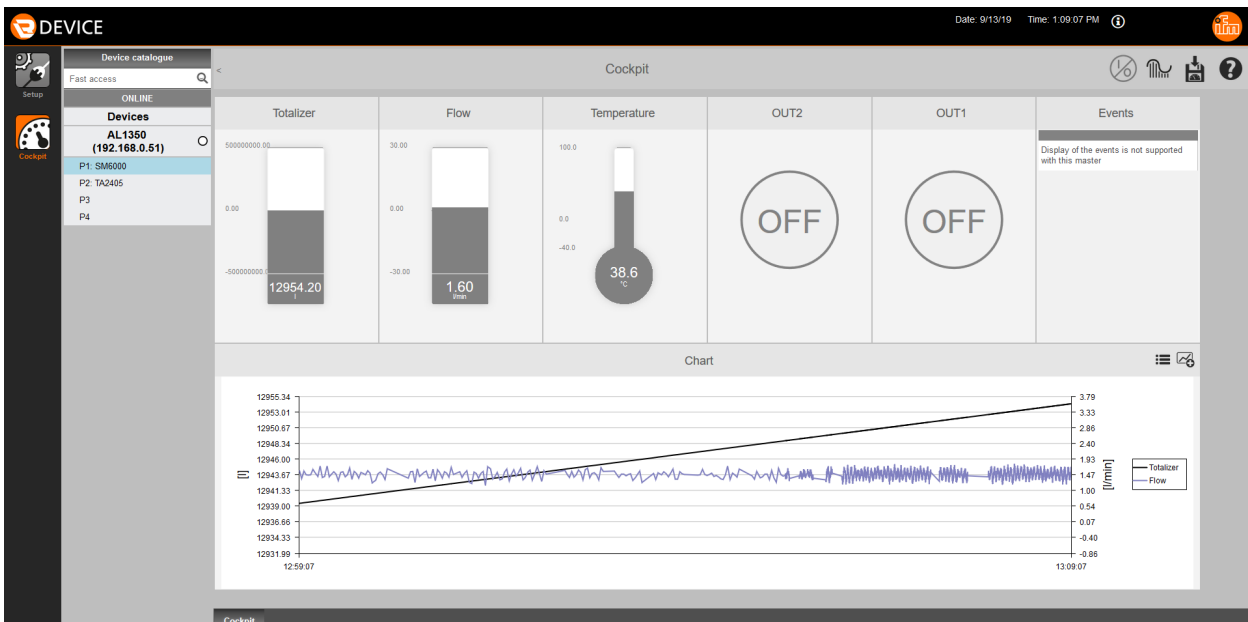 DEVICE
Date: 9/13/19 Time: 1:09:07 PM
ifm
Setup
Cockpit
Device catalogue
Fast access
ONLINE
Devices
AL1350
(192.168.0.51)
P1: SM6000
P2: TA2405
P3
P4
<
Cockpit
I/O
Totalizer
500000000.00
0.00
-500000000.0
12954.20
l
Flow
30.00
0.00
-30.00
1.60
l/min
Temperature
100.0
0.0
-40.0
38.6
°C
OUT2
OFF
OUT1
OFF
Events
Display of the events is not supported
with this master
Chart
[l]
12955.34
12953.01
12950.67
12948.34
12946.00
12943.67
12941.33
12939.00
12936.66
12934.33
12931.99
12:59:07
13:09:07
3.79
3.33
2.86
2.40
1.93
1.47
1.00
0.54
0.07
-0.40
-0.86
[l/min]
Totalizer
Flow
Cockpit